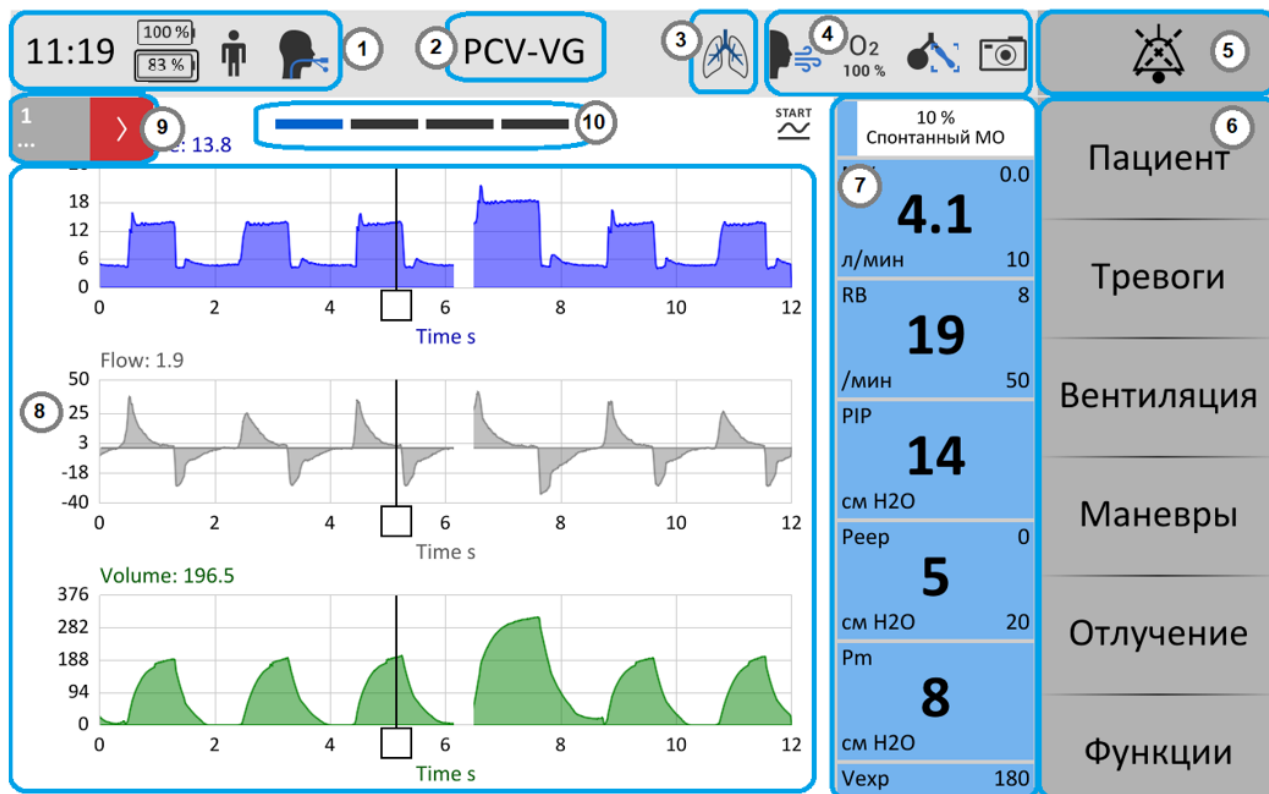 11:19
100 %
83 %
1
2
PCV-VG
3
4
O2
100 %
5
1
...
9
e: 13.8
10
START
10 %
Спонтанный МО
6
Пациент
7
0.0
4.1
л/мин
10
18
12
6
0
0 2 4 6 8 10 12
Time s
RB
8
19
/мин
50
Тревоги
Flow: 1.9
50
25
3
-18
-40
0 2 4 6 8 10 12
Time s
8
PIP
14
см H2O
Вентиляция
Peep
0
5
см H2O
20
Маневры
Volume: 196.5
376
282
188
94
0
0 2 4 6 8 10 12
Time s
Pm
8
см H2O
Vexp
180
Отлучение
Функции